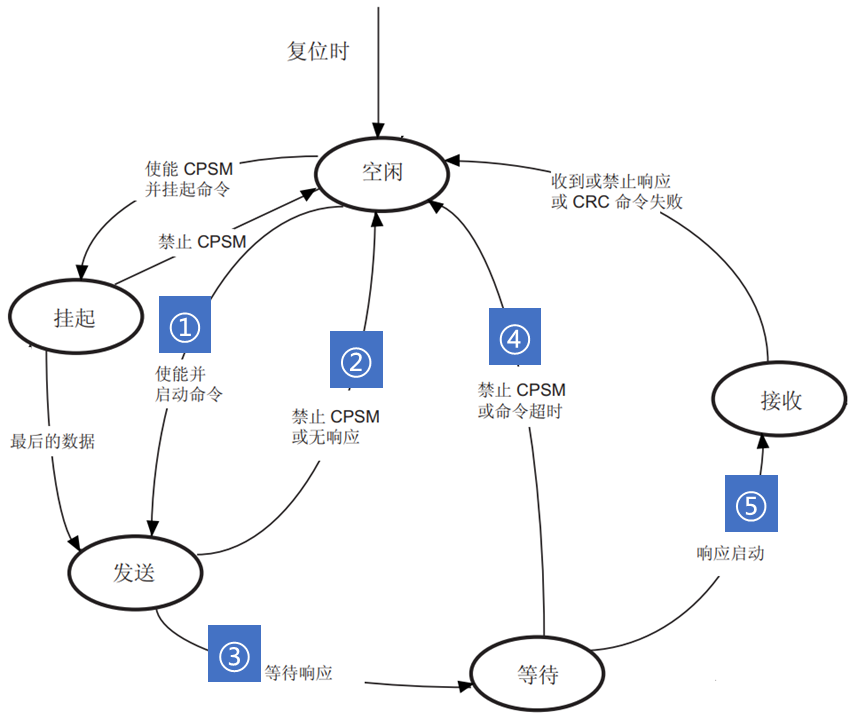 复位时
空闲
使能 CPSM
并挂起命令
收到或禁止响应
或 CRC 命令失败
禁止 CPSM
挂起
①
②
④
使能并
启动命令
禁止 CPSM
或无响应
禁止 CPSM
或命令超时
接收
最后的数据
⑤
响应启动
发送
③
等待响应
等待